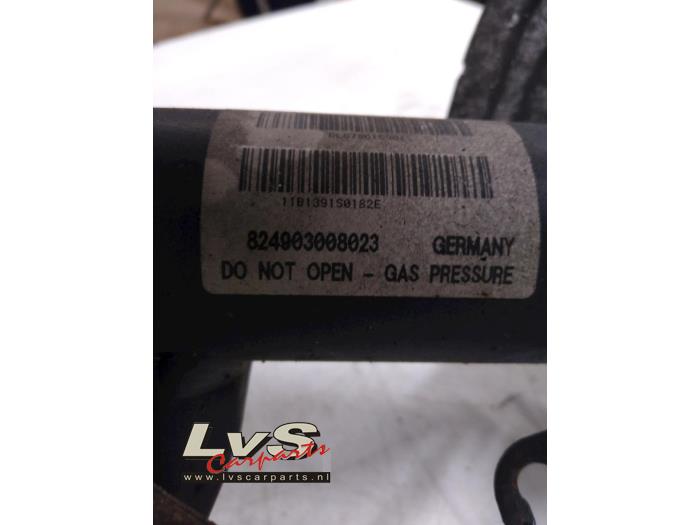 11B1391S0182E
824903008023 GERMANY
DO NOT OPEN - GAS PRESSURE
LvS
Carparts
www.lvscarparts.nl